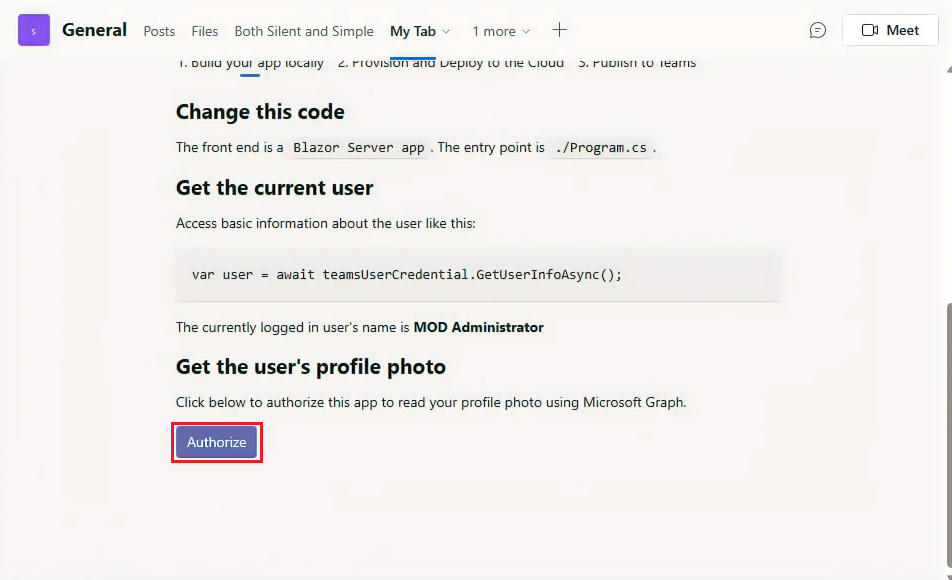 S General Posts Files Both Silent and Simple My Tab 1 more Meet
1. Build your app locally 2. Provision and Deploy to the Cloud 3. Publish to Teams
Change this code
The front end is a Blazor Server app . The entry point is ./Program.cs .
Get the current user
Access basic information about the user like this:
var user = await teamsUserCredential.GetUserInfoAsync();
The currently logged in user's name is MOD Administrator
Get the user's profile photo
Click below to authorize this app to read your profile photo using Microsoft Graph.
Authorize